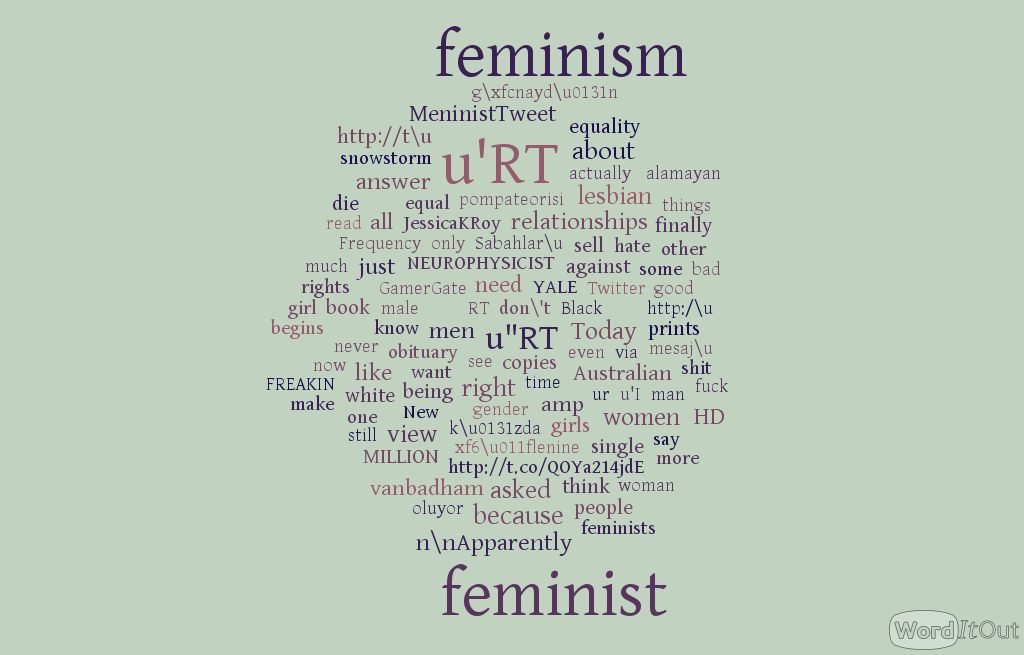 feminism
g\xfcnayd\u0131n
MeninistTweet
http://t\u equality
snowstorm u'RT about
answer actually alamayan
die equal pompateorisi lesbian things
read all JessicaKRoy relationships finally
Frequency only Sabahlar\u sell hate other
much just NEUROPHYSICIST against some bad
rights GamerGate need YALE Twitter good
girl book male RT don\'t Black http:/\u
begins know men u"RT Today prints
never obituary see copies even via mesaj\u
now like want time Australian shit
FREAKIN white being right ur u'I man fuck
make one New gender amp women HD
still view k\u0131zda girls say
MILLION xf6\u011flenine single more
http://t.co/QOYa214jdE
vanbadham asked think woman
oluyor because people
feminists
n\nApparently
feminist
WordItOut